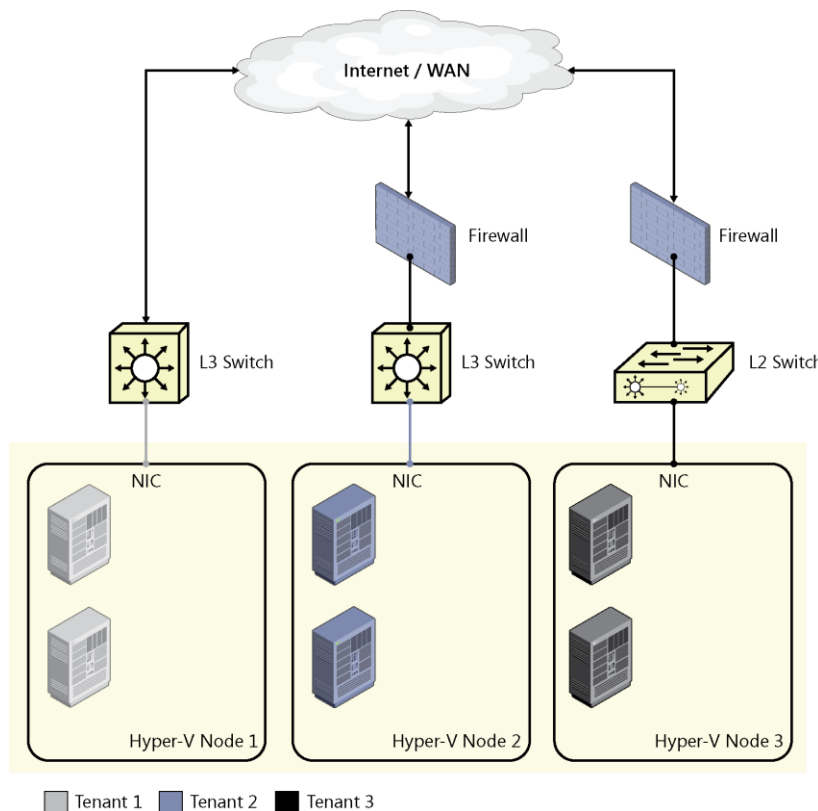 Internet / WAN
Firewall
Firewall
L3 Switch
L3 Switch
L2 Switch
NIC
NIC
NIC
Hyper-V Node 1
Hyper-V Node 2
Hyper-V Node 3
Tenant 1
Tenant 2
Tenant 3